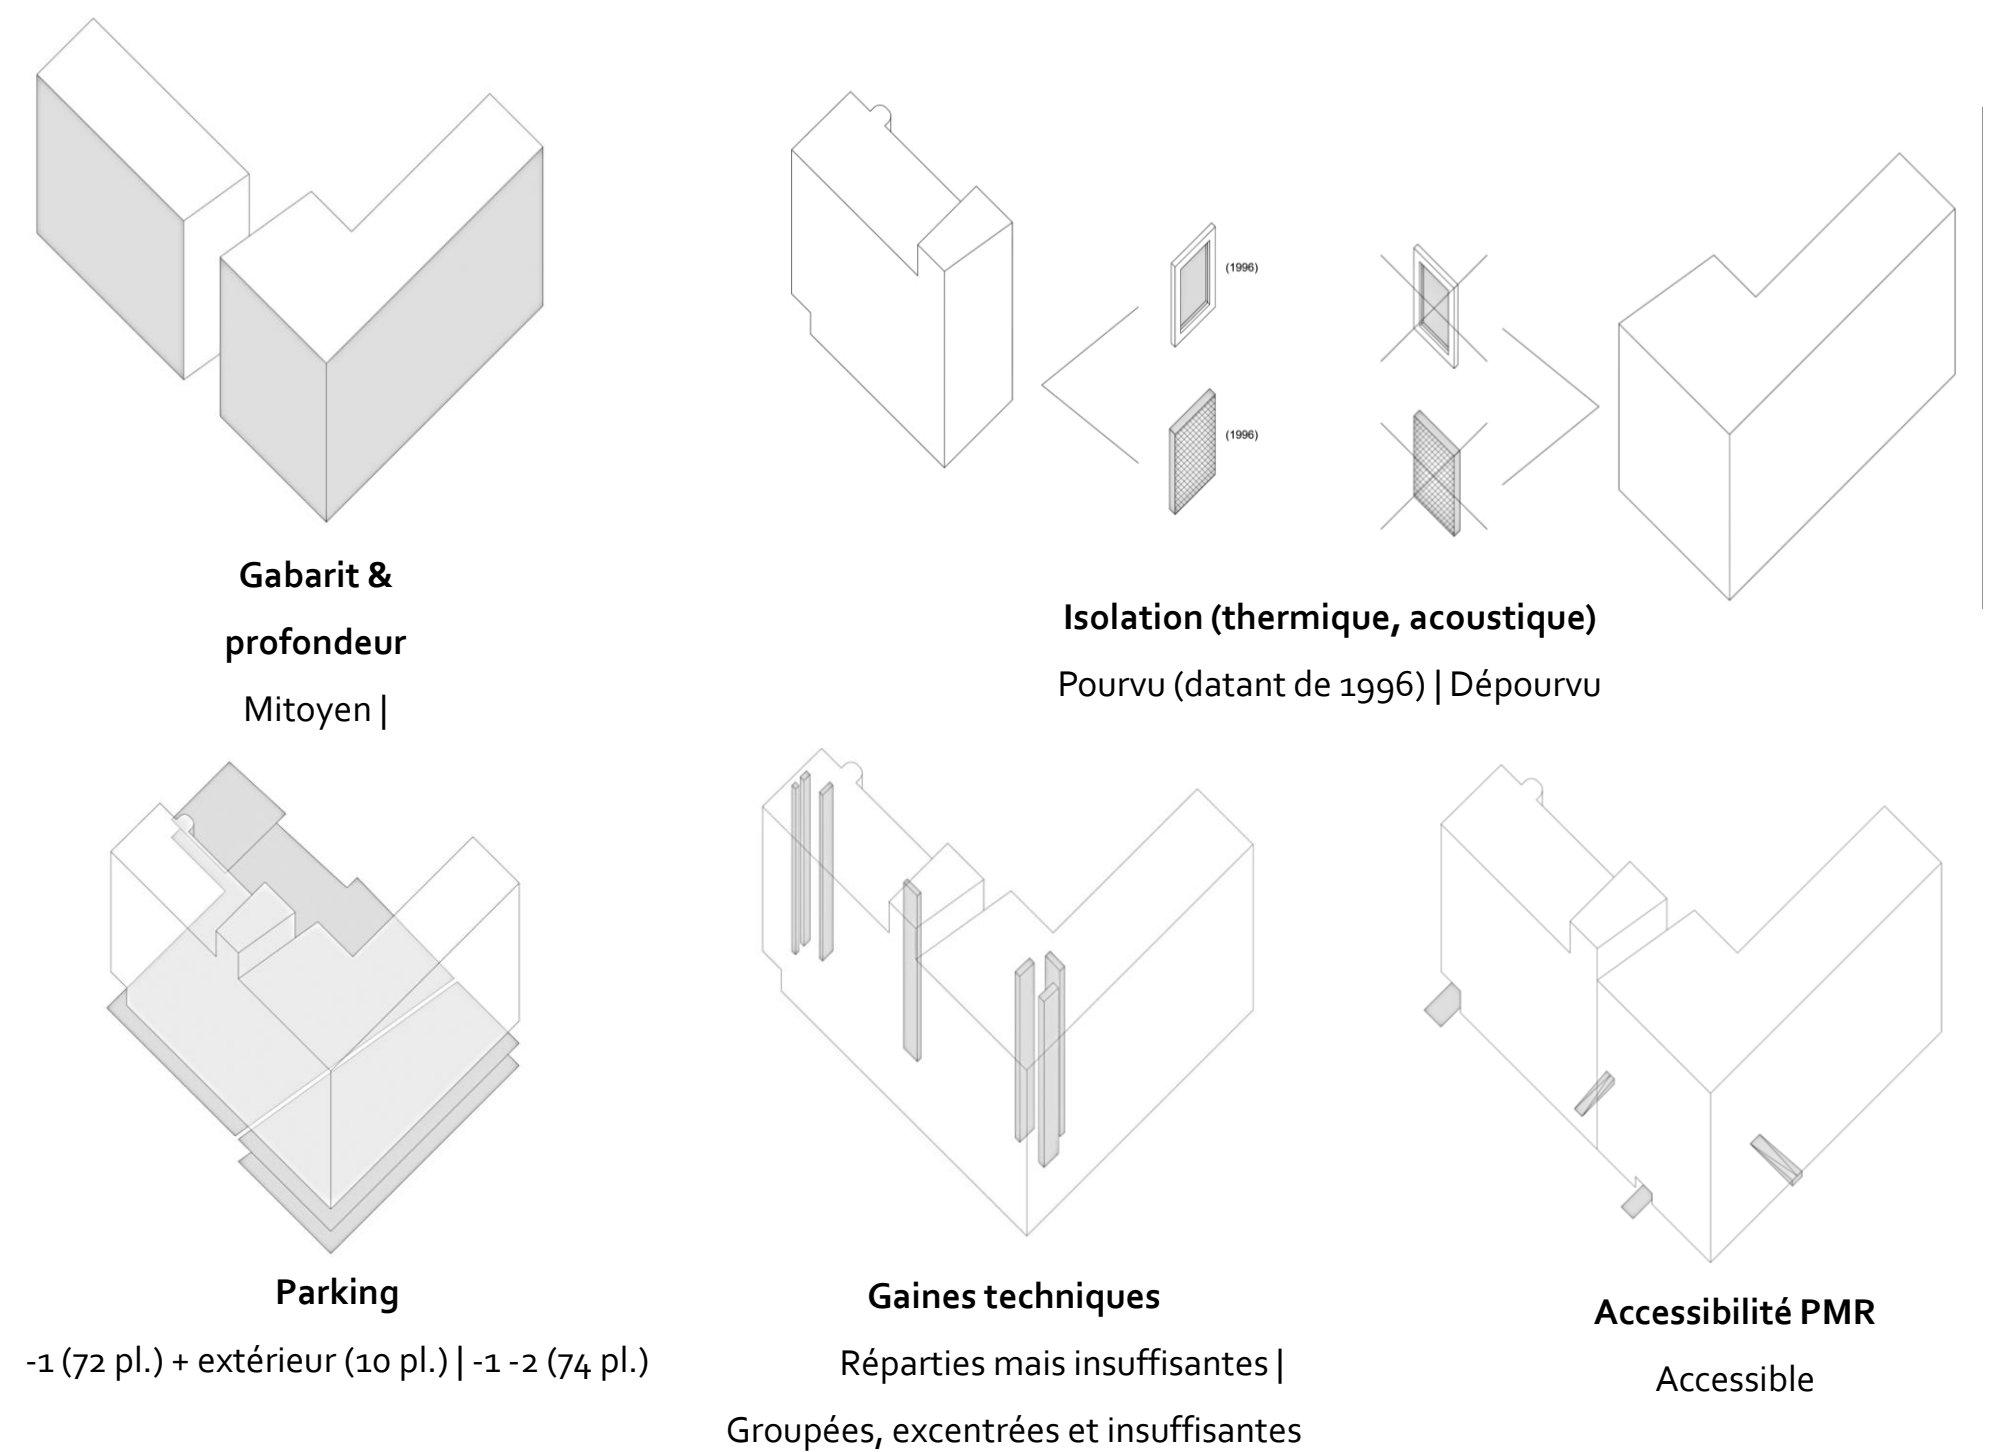 (1996)
(1996)
Gabarit &
profondeur
Mitoyen |
Isolation (thermique, acoustique)
Pourvu (datant de 1996) | Dépourvu
Parking
-1 (72 pl.) + extérieur (10 pl.) | -1 -2 (74 pl.)
Gaines techniques
Réparties mais insuffisantes |
Groupées, excentrées et insuffisantes
Accessibilité PMR
Accessible